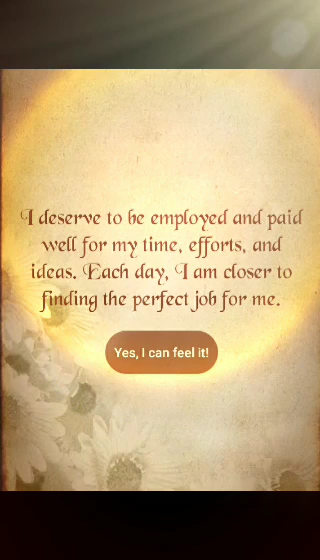 I deserve to be employed and paid
well for my time, efforts, and
ideas. Each day, I am closer to
finding the perfect job for me.
Yes, I can feel it!